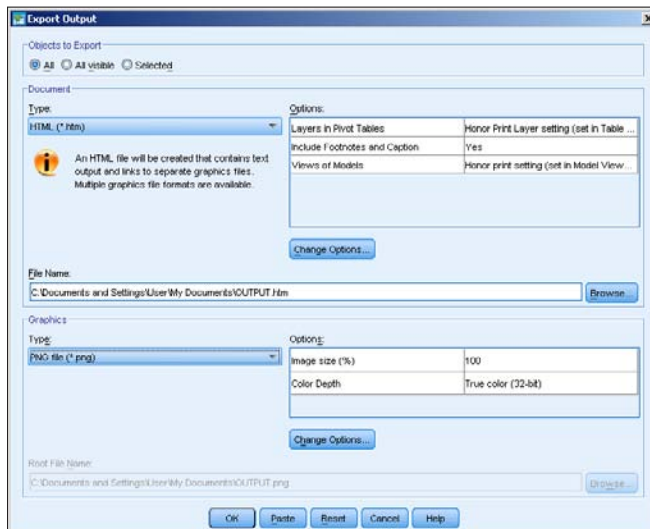 Export Output
Objects to Export
All All visible Selected
Document
Type:
HTML (*.htm)
An HTML file will be created that contains text
output and links to separate graphics files.
Multiple graphics file formats are available.
Options:
Layers in Pivot Tables Honor Print Layer setting (set in Table ...
Include Footnotes and Caption Yes
Views of Models Honor print setting (set in Model View...
Change Options...
File Name:
C:\Documents and Settings\User\My Documents\OUTPUT.htm
Browse...
Graphics
Type:
PNG file (*.png)
Options:
Image size (%) 100
Color Depth True color (32-bit)
Change Options...
Root File Name:
C:\Documents and Settings\User\My Documents\OUTPUT.png
Browse...
OK Paste Reset Cancel Help